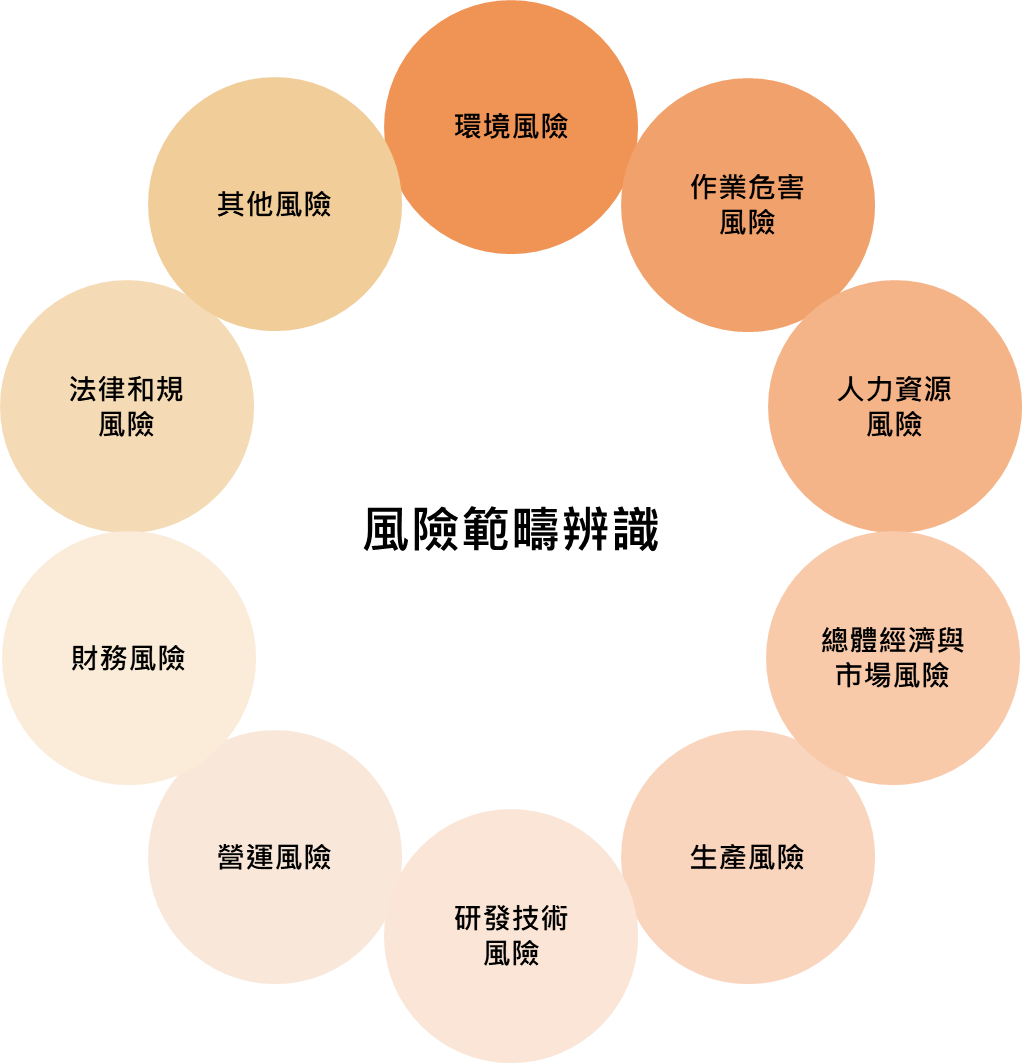 環境風險
作業危害
風險
人力資源
風險
總體經濟與
市場風險
生產風險
研發技術
風險
營運風險
財務風險
法律和規
風險
其他風險
風險範疇辨識